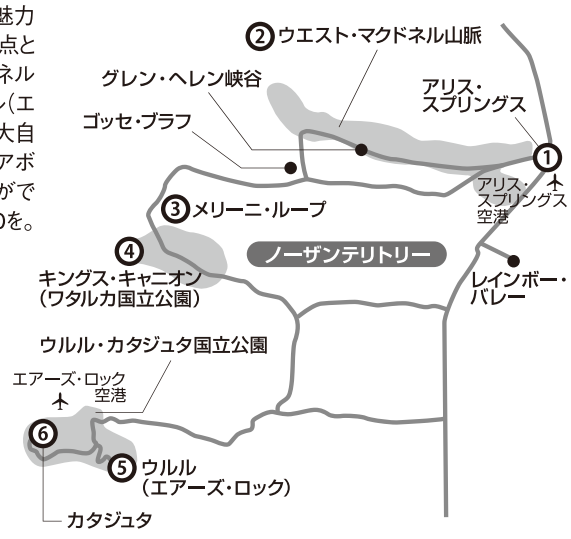 魅力
点と
ネル
ン(エ
大自
アボ
がで
のを。
② ウエスト・マクドネル山脈
グレン・ヘレン峡谷
ゴッセ・ブラフ
アリス・
スプリングス
①
アリス・
スプリングス
空港
③ メリーニ・ループ
④
キングス・キャニオン
(ワタルカ国立公園)
ノーザンテリトリー
レインボー・
バレー
ウルル・カタジュタ国立公園
エアーズ・ロック
空港
⑥
⑤ ウルル
(エアーズ・ロック)
カタジュタ